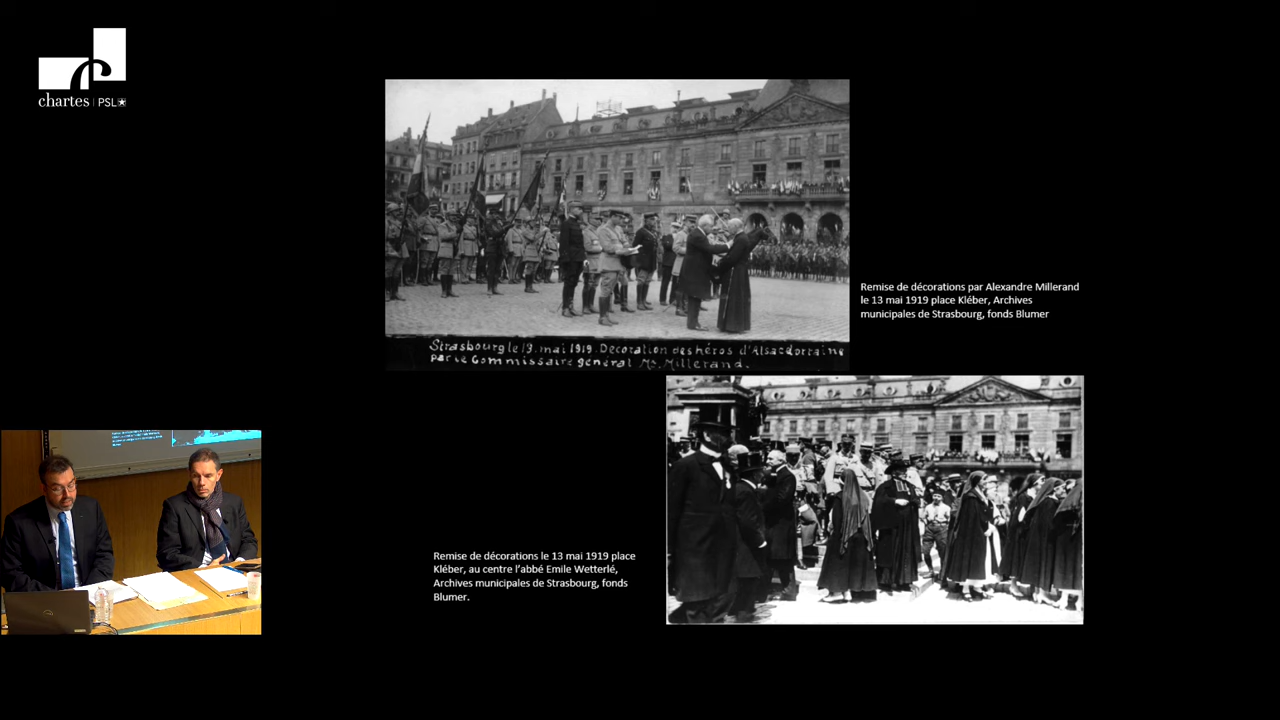 chartes | PSL
Strasbourg le 13. mai 1919. Décoration des héros d'Alsace Lorraine
par le Commissaire général Mr. Millerand.
Remise de décorations par Alexandre Millerand
le 13 mai 1919 place Kléber, Archives
municipales de Strasbourg, fonds Blumer
Remise de décorations le 13 mai 1919 place
Kléber, au centre l'abbé Emile Wetterlé,
Archives municipales de Strasbourg, fonds
Blumer.